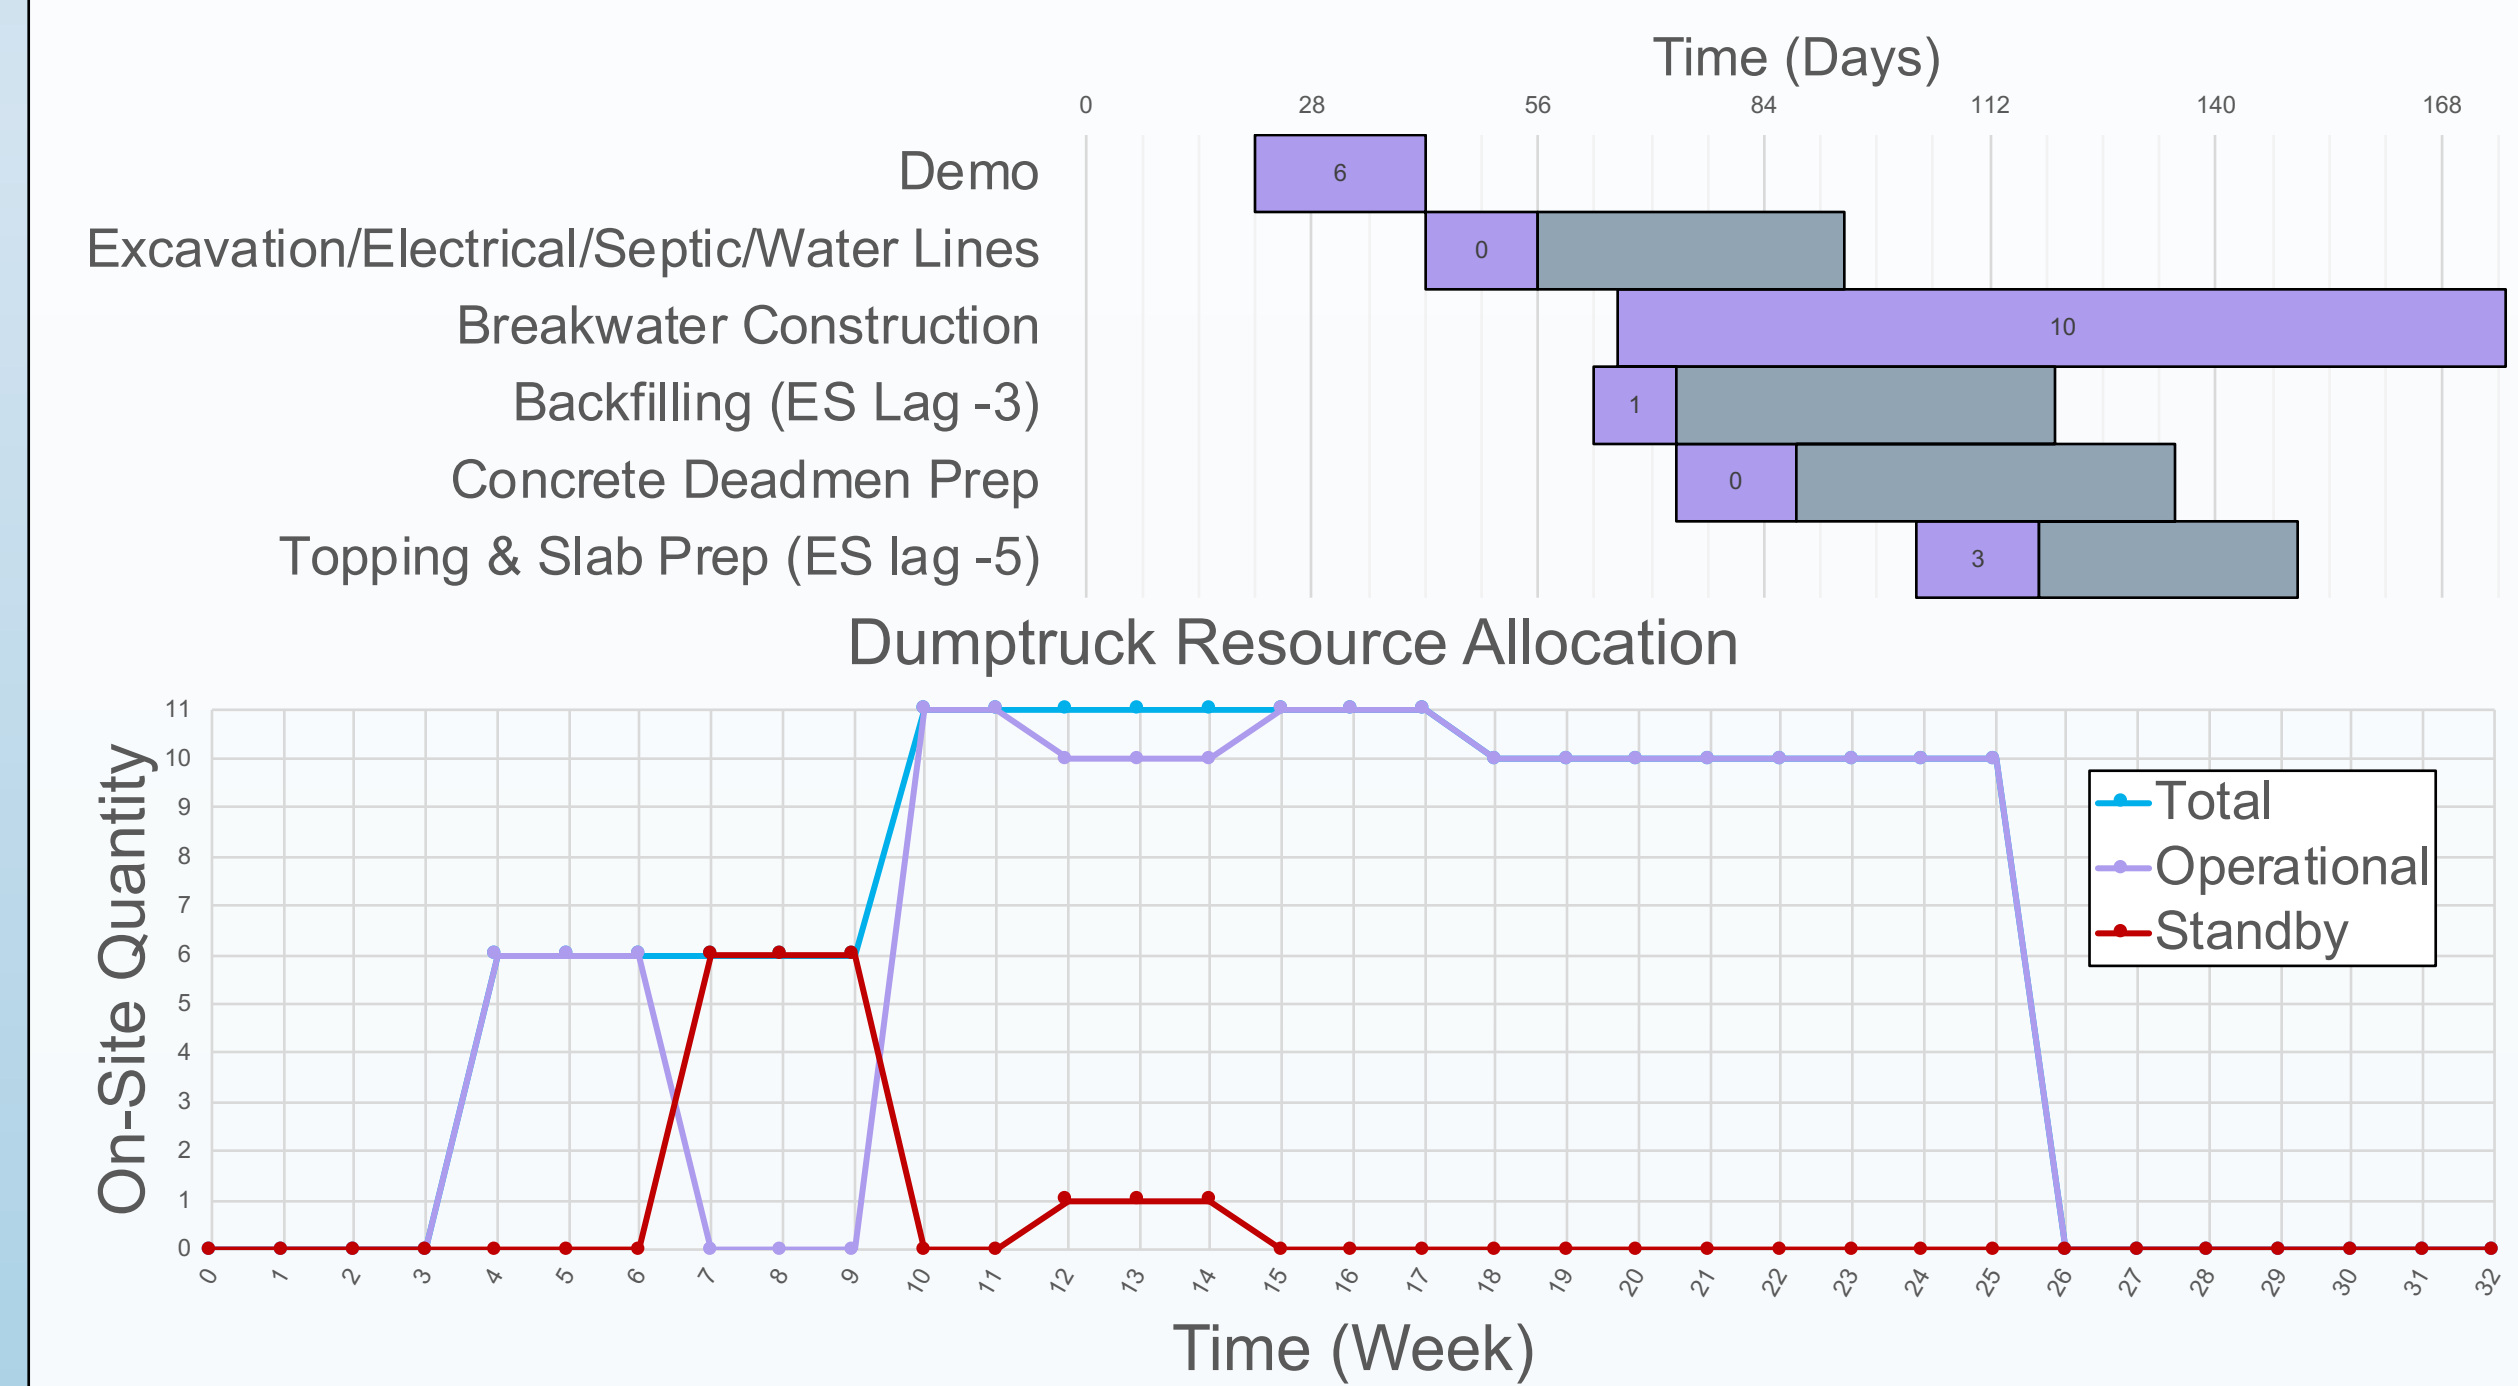 Time (Days)
0 28 56 84 112 140 168
Demo 6
Excavation/Electrical/Septic/Water Lines 0
Breakwater Construction 10
Backfilling (ES Lag -3) 1
Concrete Deadmen Prep 0
Topping & Slab Prep (ES lag -5) 3
Dumptruck Resource Allocation
On-Site Quantity
11
10
9
8
7
6
5
4
3
2
1
0
Total
Operational
Standby
0 1 2 3 4 5 6 7 8 9 10 11 12 13 14 15 16 17 18 19 20 21 22 23 24 25 26 27 28 29 30 31 32
Time (Week)